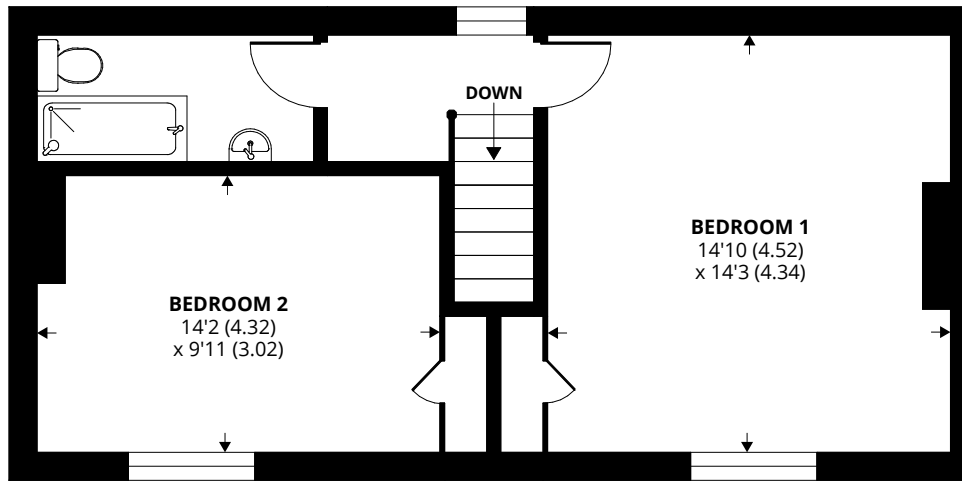 DOWN
BEDROOM 1
14'10 (4.52)
x 14'3 (4.34)
BEDROOM 2
14'2 (4.32)
x 9'11 (3.02)